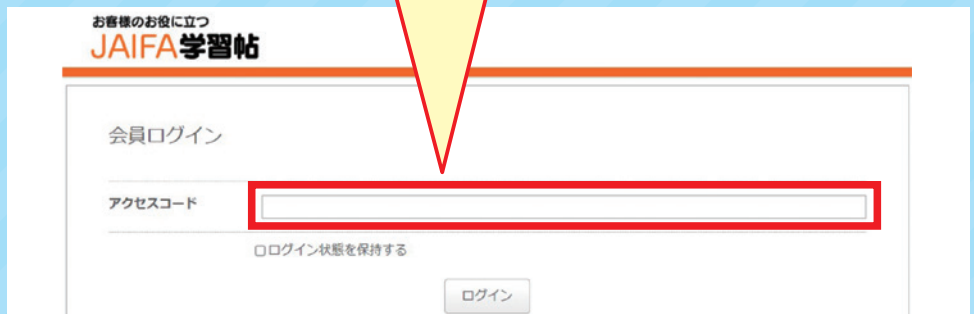 お客様のお役に立つ
JAIFA学習帖
会員ログイン
アクセスコード
ログイン状態を保持する
ログイン